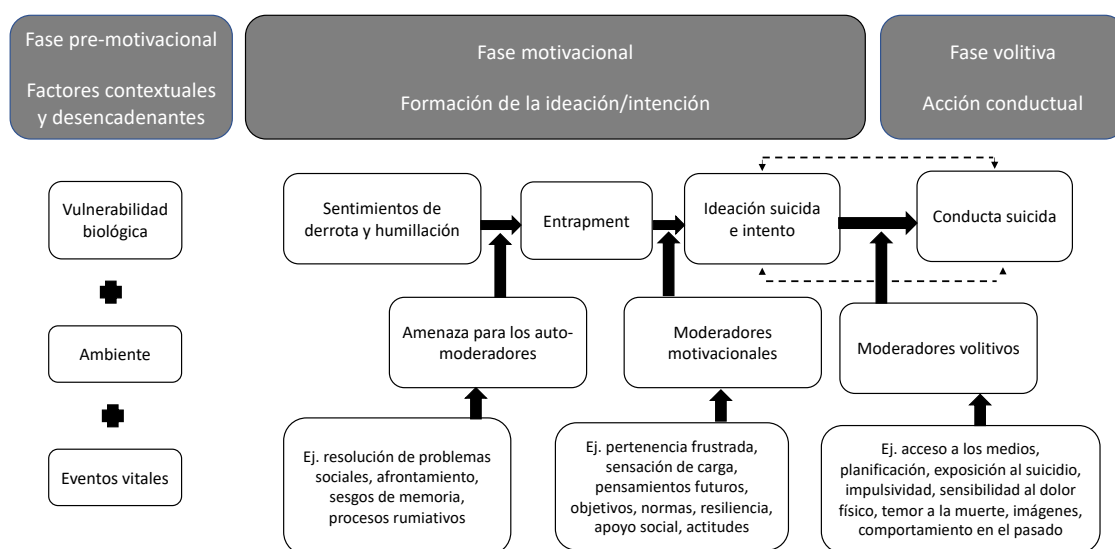 Fase pre-motivacional
Factores contextuales
y desencadenantes
Fase motivacional
Formación de la ideación/intención
Fase volitiva
Acción conductual
Vulnerabilidad
biológica
Ambiente
Eventos vitales
Sentimientos de
derrota y humillación
Entrapment
Ideación suicida
e intento
Conducta suicida
Amenaza para los auto-
moderadores
Moderadores
motivacionales
Moderadores volitivos
Ej. resolución de problemas
sociales, afrontamiento,
sesgos de memoria,
procesos rumiativos
Ej. pertenencia frustrada,
sensación de carga,
pensamientos futuros,
objetivos, normas, resiliencia,
apoyo social, actitudes
Ej. acceso a los medios,
planificación, exposición al suicidio,
impulsividad, sensibilidad al dolor
físico, temor a la muerte, imágenes,
comportamiento en el pasado